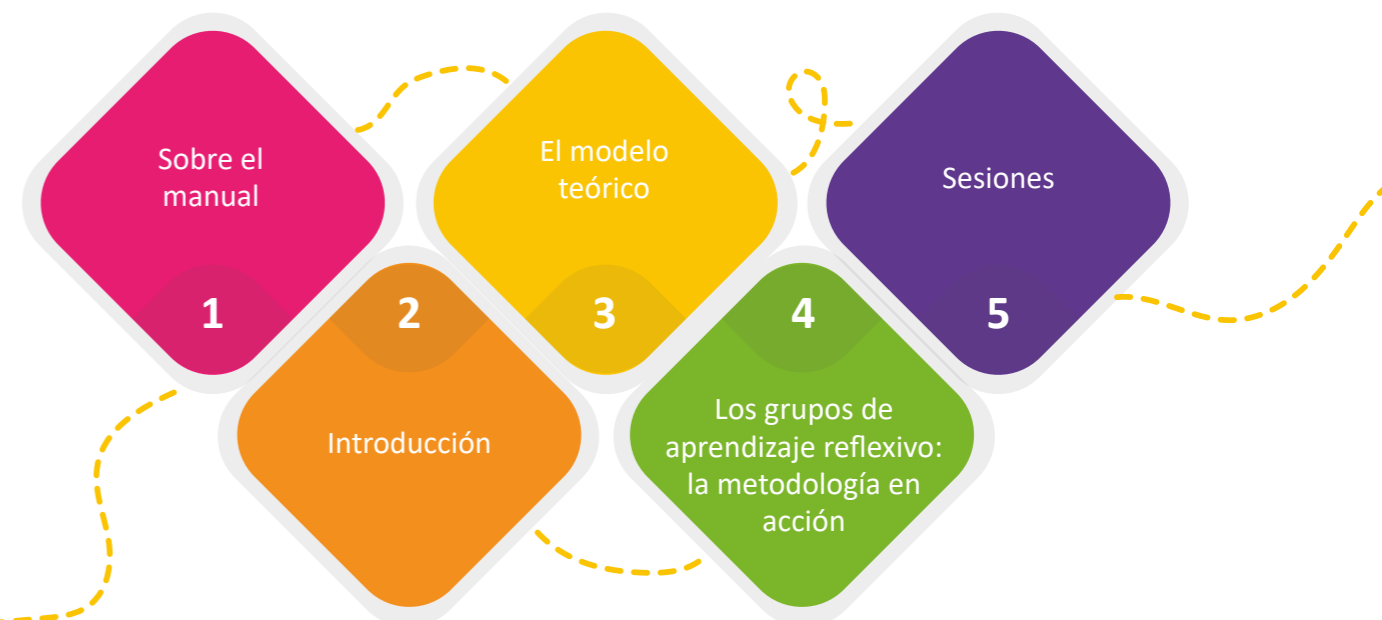 Sobre el
manual
1
2
Introducción
El modelo
teórico
3
4
Los grupos de
aprendizaje reflexivo:
la metodología en
acción
Sesiones
5